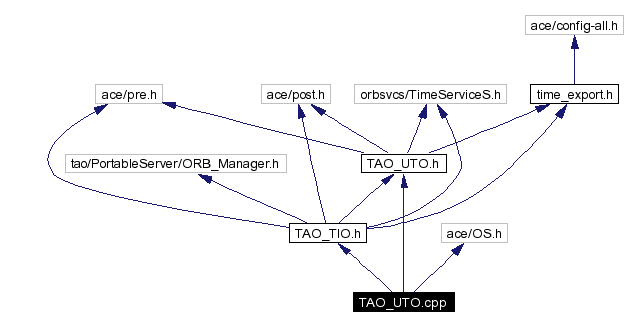 ace/config-all.h
ace/pre.h
ace/post.h
orbsvcs/TimeServiceS.h
time_export.h
tao/PortableServer/ORB_Manager.h
TAO_UTO.h
TAO_TIO.h
ace/OS.h
TAO_UTO.cpp